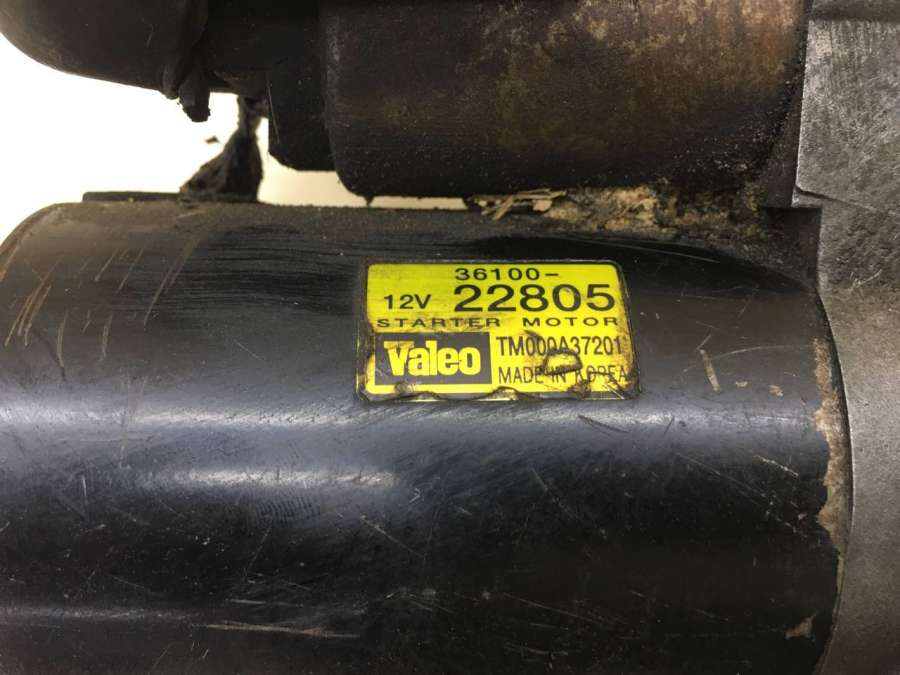 36100-
12V 22805
STARTER MOTOR
Valeo TM000A37201
MADE IN KOREA